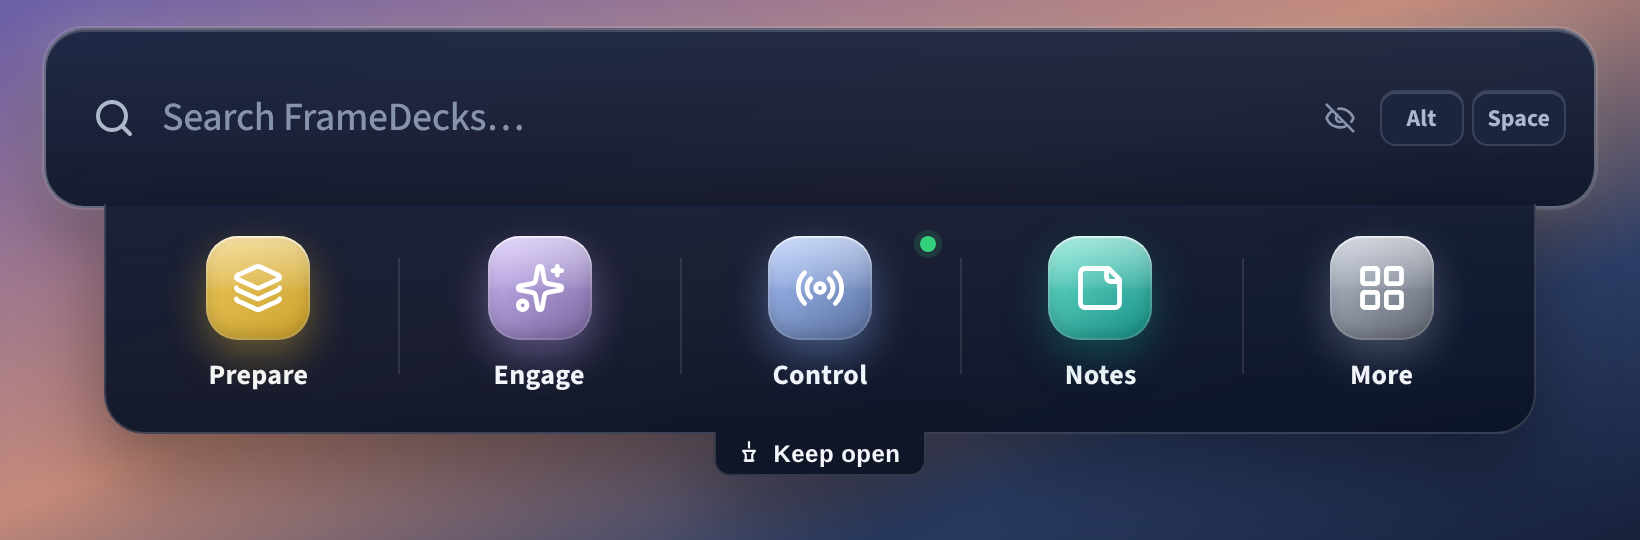 Search FrameDecks...
Alt
Space
Prepare
Engage
Control
Notes
More
Keep open